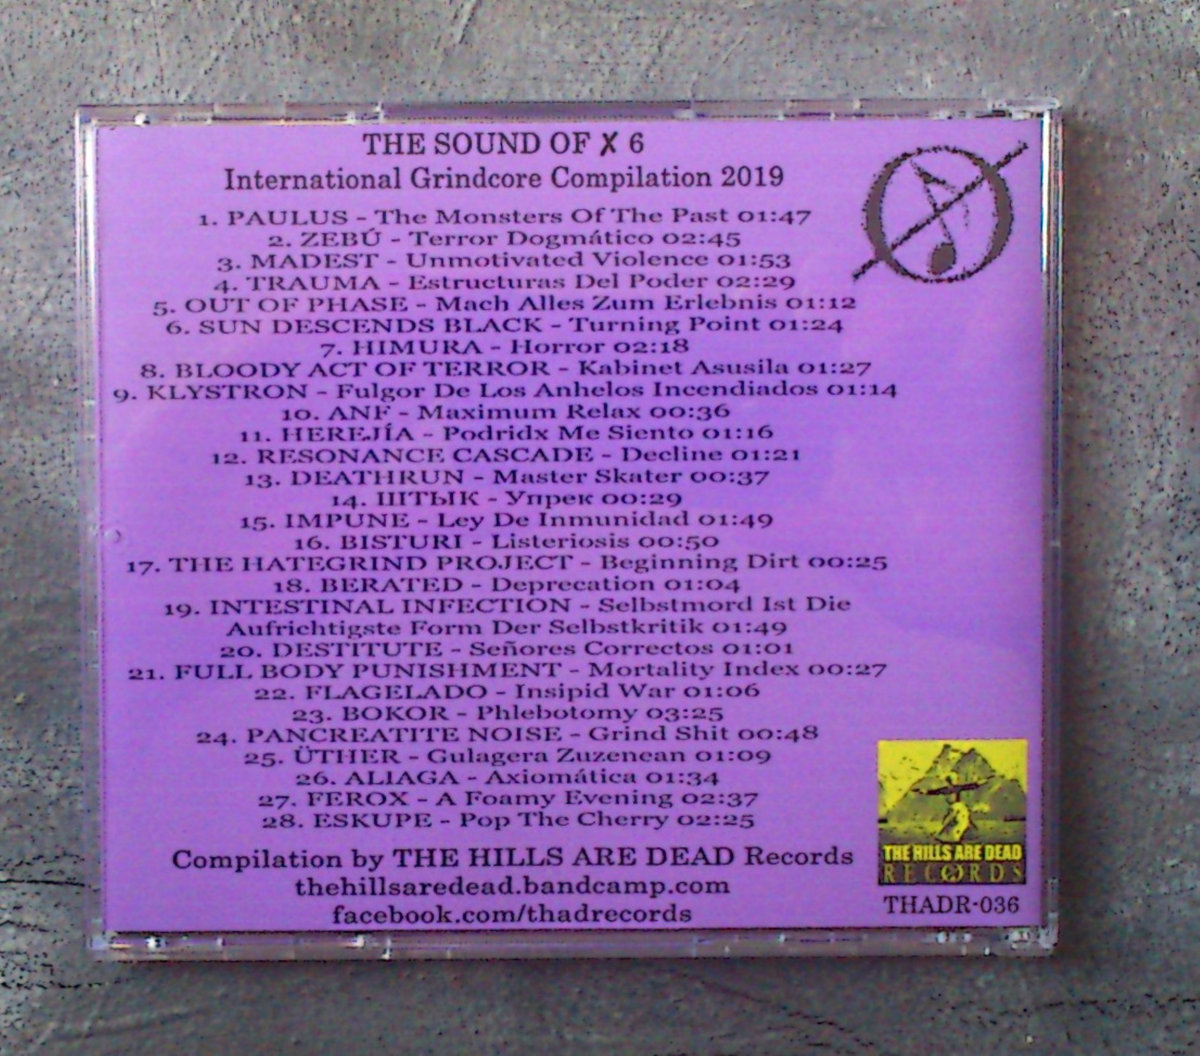 THE SOUND OF X 6
International Grindcore Compilation 2019
1. PAULUS - The Monsters Of The Past 01:47
2. ZEBÚ - Terror Dogmático 02:45
3. MADEST - Unmotivated Violence 01:53
4. TRAUMA - Estructuras Del Poder 02:29
5. OUT OF PHASE - Mach Alles Zum Erlebnis 01:12
6. SUN DESCENDS BLACK - Turning Point 01:24
7. HIMURA - Horror 02:18
8. BLOODY ACT OF TERROR - Kabinet Asusila 01:27
9. KLYSTRON - Fulgor De Los Anhelos Incendiados 01:14
10. ANF - Maximum Relax 00:36
11. HEREJÍA - Podridx Me Siento 01:16
12. RESONANCE CASCADE - Decline 01:21
13. DEATHRUN - Master Skater 00:37
14. ШТЫК - Упрек 00:29
15. IMPUNE - Ley De Inmunidad 01:49
16. BISTURI - Listeriosis 00:50
17. THE HATEGRIND PROJECT - Beginning Dirt 00:25
18. BERATED - Deprecation 01:04
19. INTESTINAL INFECTION - Selbstmord Ist Die
Aufrichtigste Form Der Selbstkritik 01:49
20. DESTITUTE - Señores Correctos 01:01
21. FULL BODY PUNISHMENT - Mortality Index 00:27
22. FLAGELADO - Insipid War 01:06
23. BOKOR - Phlebotomy 03:25
24. PANCREATITE NOISE - Grind Shit 00:48
25. ÜTHER - Gulagera Zuzenean 01:09
26. ALIAGA - Axiomática 01:34
27. FEROX - A Foamy Evening 02:37
28. ESKUPE - Pop The Cherry 02:25
Compilation by THE HILLS ARE DEAD Records
thehillsaredead.bandcamp.com
facebook.com/thadrecords
THE HILLS ARE DEAD
RECORDS
THADR-036